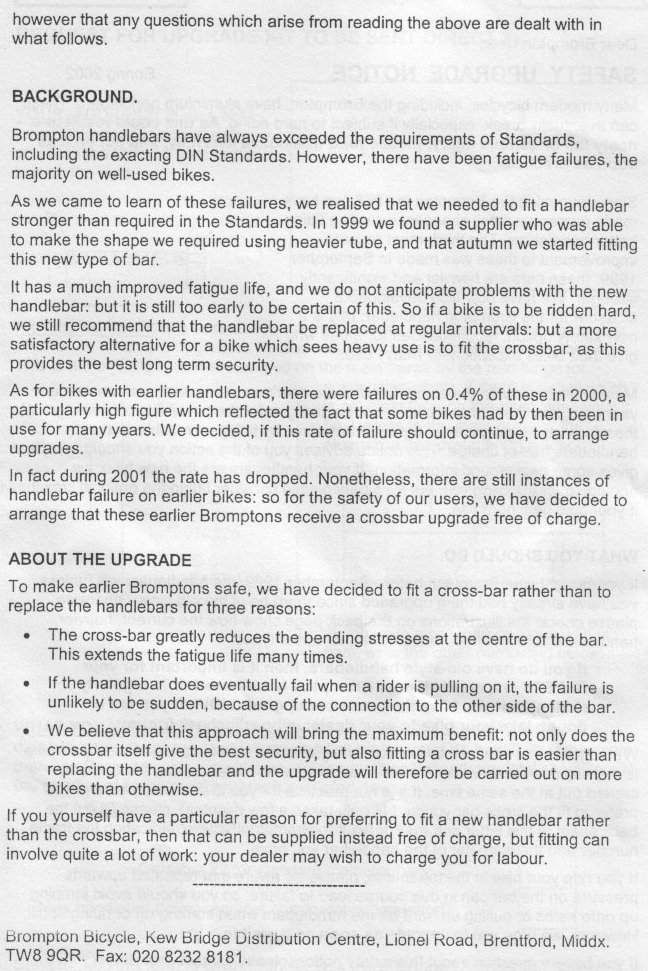 however that any questions which arise from reading the above are dealt with in
what follows.
BACKGROUND.
Brompton handlebars have always exceeded the requirements of Standards,
including the exacting DIN Standards. However, there have been fatigue failures, the
majority on well-used bikes.
As we came to learn of these failures, we realised that we needed to fit a handlebar
stronger than required in the Standards. In 1999 we found a supplier who was able
to make the shape we required using heavier tube, and that autumn we started fitting
this new type of bar.
It has a much improved fatigue life, and we do not anticipate problems with the new
handlebar: but it is still too early to be certain of this. So if a bike is to be ridden hard,
we still recommend that the handlebar be replaced at regular intervals: but a more
satisfactory alternative for a bike which sees heavy use is to fit the crossbar, as this
provides the best long term security.
As for bikes with earlier handlebars, there were failures on 0.4% of these in 2000, a
particularly high figure which reflected the fact that some bikes had by then been in
use for many years. We decided, if this rate of failure should continue, to arrange
upgrades.
In fact during 2001 the rate has dropped. Nonetheless, there are still instances of
handlebar failure on earlier bikes: so for the safety of our users, we have decided to
arrange that these earlier Bromptons receive a crossbar upgrade free of charge.
ABOUT THE UPGRADE
To make earlier Bromptons safe, we have decided to fit a cross-bar rather than to
replace the handlebars for three reasons:
• The cross-bar greatly reduces the bending stresses at the centre of the bar.
This extends the fatigue life many times.
• If the handlebar does eventually fail when a rider is pulling on it, the failure is
unlikely to be sudden, because of the connection to the other side of the bar.
• We believe that this approach will bring the maximum benefit: not only does the
crossbar itself give the best security, but also fitting a cross bar is easier than
replacing the handlebar and the upgrade will therefore be carried out on more
bikes than otherwise.
If you yourself have a particular reason for preferring to fit a new handlebar rather
than the crossbar, then that can be supplied instead free of charge, but fitting can
involve quite a lot of work: your dealer may wish to charge you for labour.
-------------------------------
Brompton Bicycle, Kew Bridge Distribution Centre, Lionel Road, Brentford, Middx.
TW8 9QR. Fax: 020 8232 8181.